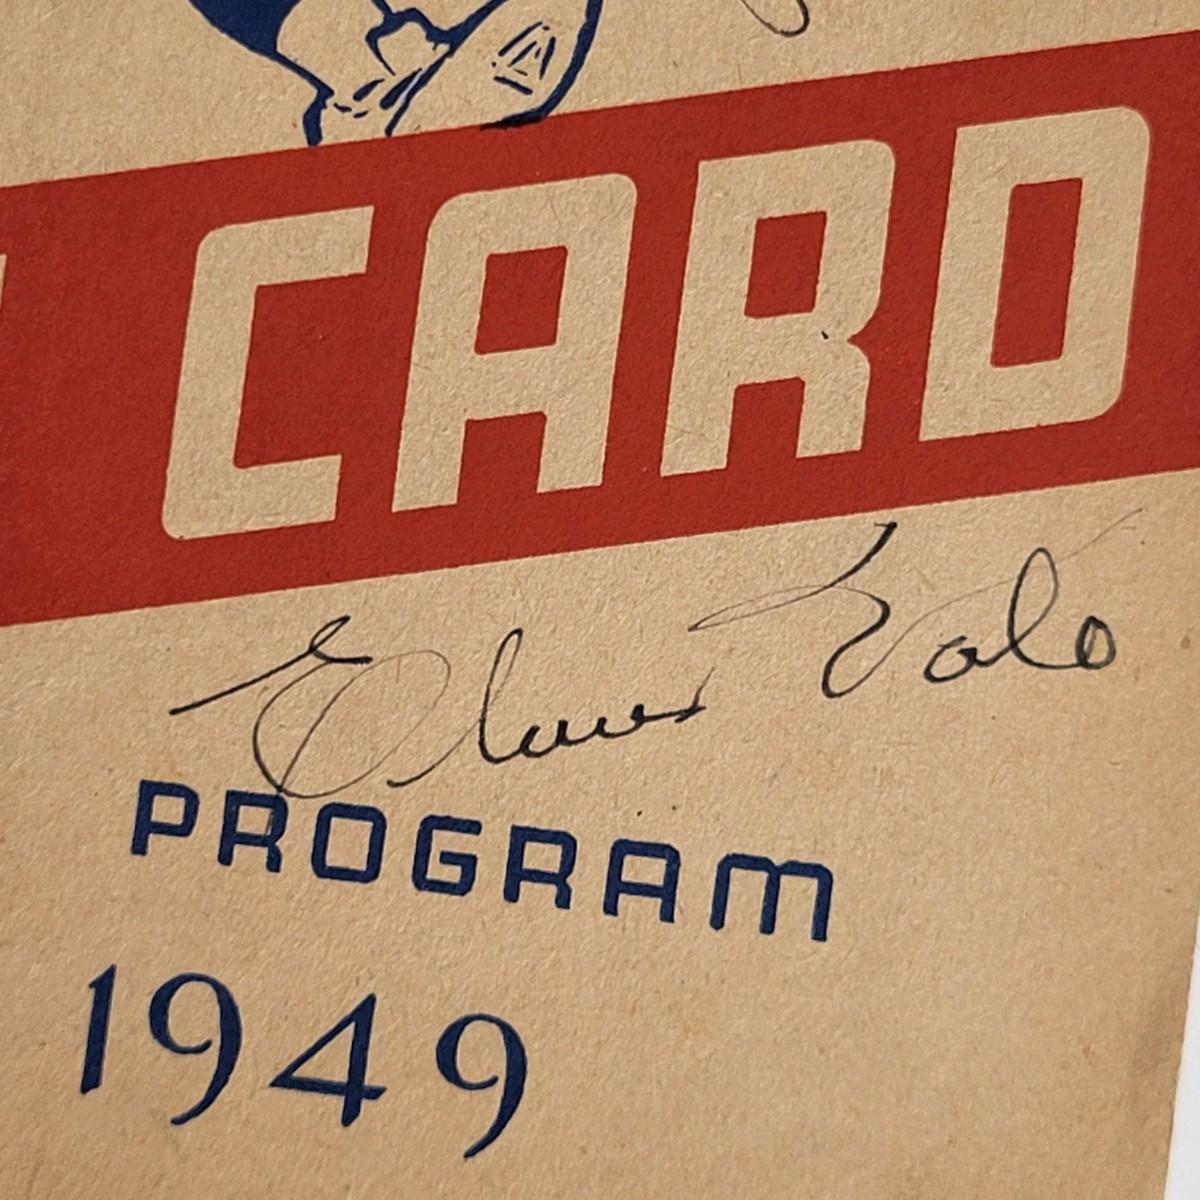 CARD
Elmer Valo
PROGRAM
1949